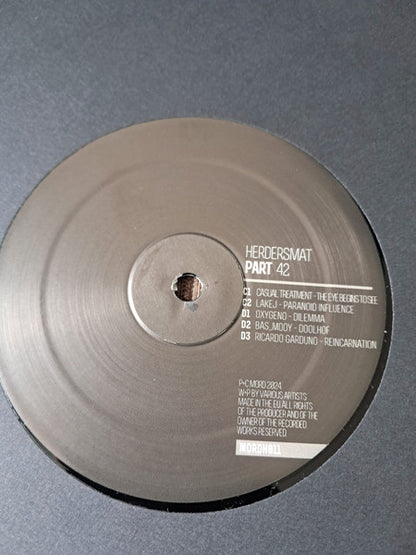 HERDERSMAT
PART 42
C1 CASUAL TREATMENT - THE EYE BEGINS TO SEE
C2 LAKEJ - PARANOID INFLUENCE
D1 OXYGENO - DILEMMA
D2 BAS_MOOY - DOOLHOF
D3 RICARDO GARDUNO - REINCARNATION
P+C MORD 2024.
W+P BY VARIOUS ARTISTS
MADE IN THE EU. ALL RIGHTS
OF THE PRODUCER AND OF THE
OWNER OF THE RECORDED
WORKS RESERVED.
MORDN011